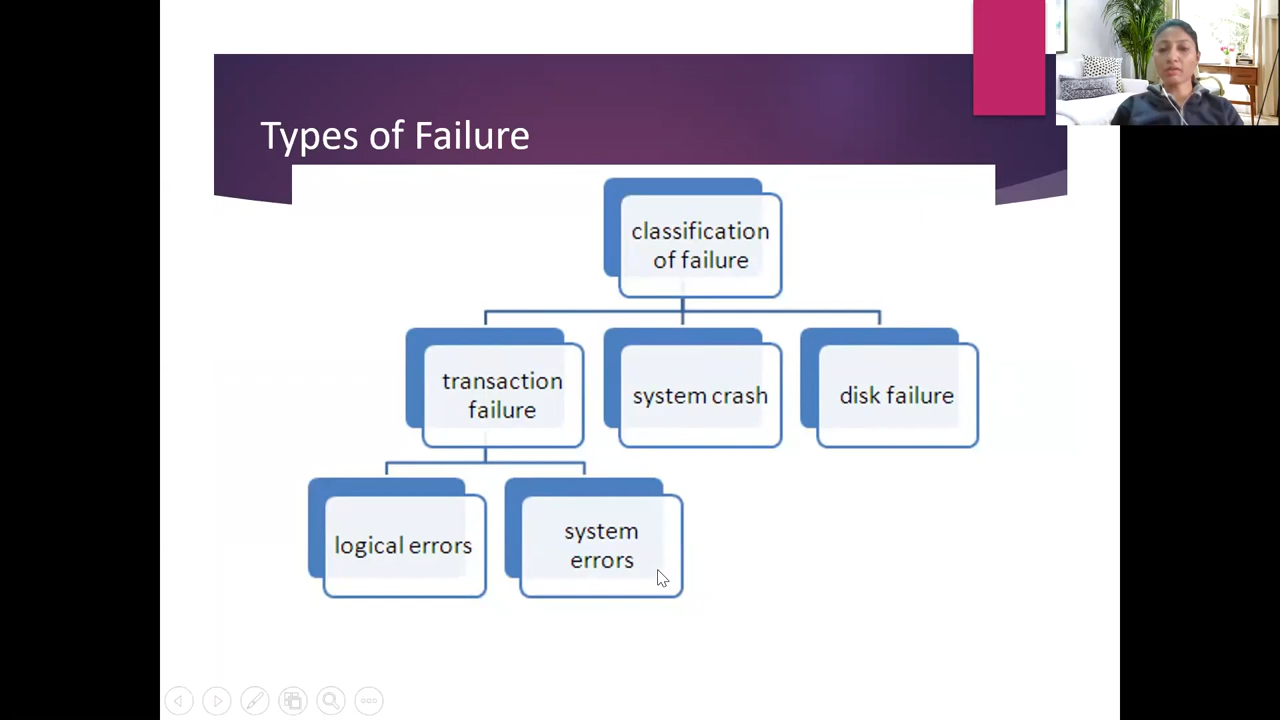 Types of Failure
classification
of failure
transaction
failure
system crash
disk failure
logical errors
system
errors